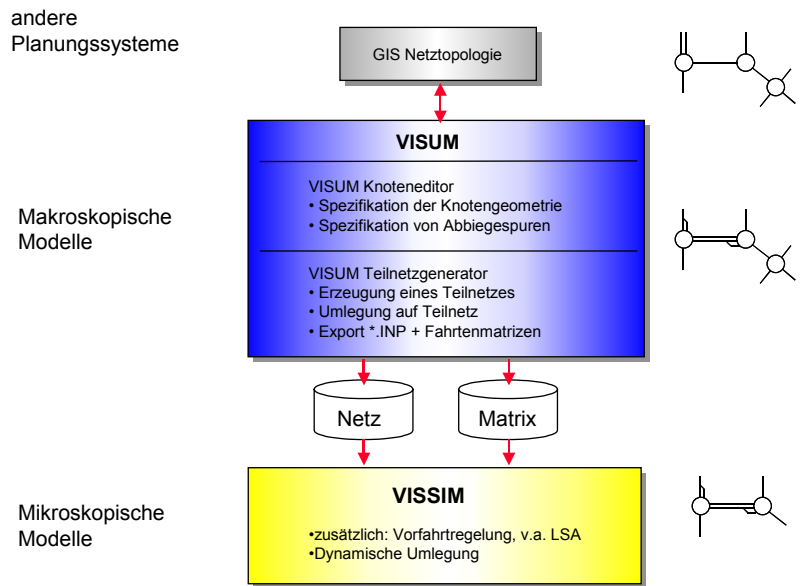 andere
Planungssysteme
GIS Netztopologie
VISUM
VISUM Knoteneditor
• Spezifikation der Knotengeometrie
• Spezifikation von Abbiegespuren
Makroskopische
Modelle
VISUM Teilnetzgenerator
• Erzeugung eines Teilnetzes
• Umlegung auf Teilnetz
• Export *.INP + Fahrtenmatrizen
Netz
Matrix
VISSIM
Mikroskopische
Modelle
•zusätzlich: Vorfahrtregelung, v.a. LSA
•Dynamische Umlegung